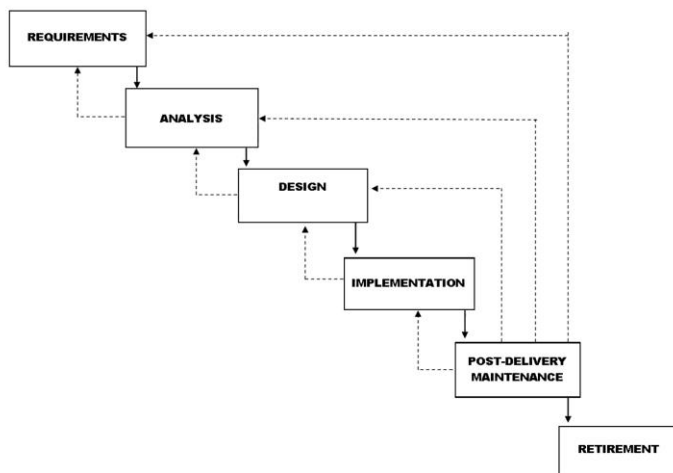 REQUIREMENTS
ANALYSIS
DESIGN
IMPLEMENTATION
POST-DELIVERY
MAINTENANCE
RETIREMENT